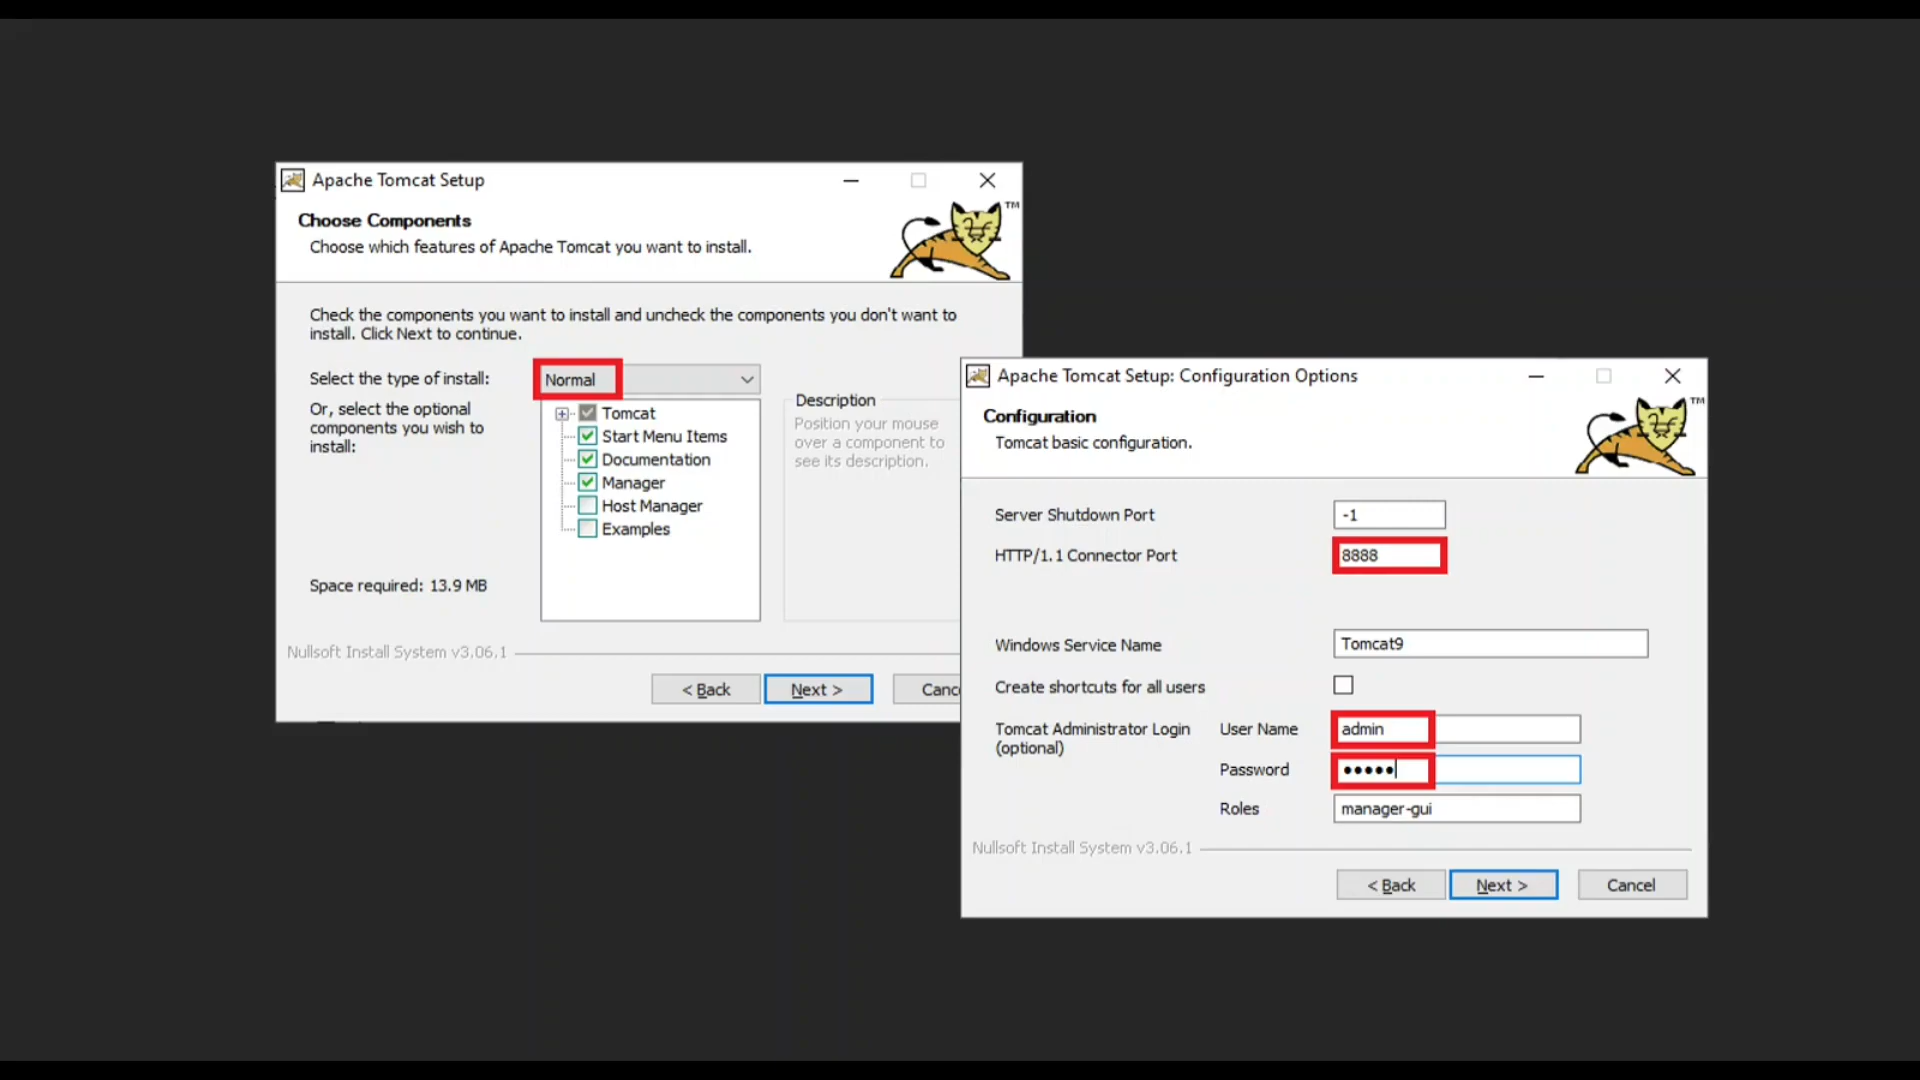 Apache Tomcat Setup
TM
Choose Components
Choose which features of Apache Tomcat you want to install.
Check the components you want to install and uncheck the components you don't want to
install. Click Next to continue.
Select the type of install:
Normal
Or, select the optional
components you wish to
install:
Tomcat
Start Menu Items
Documentation
Manager
Host Manager
Examples
Description
Position your mouse
over a component to
see its description.
Space required: 13.9 MB
Nullsoft Install System v3.06.1
< Back
Next >
Canc
Apache Tomcat Setup: Configuration Options
TM
Configuration
Tomcat basic configuration.
Server Shutdown Port
-1
HTTP/1.1 Connector Port
8888
Windows Service Name
Tomcat9
Create shortcuts for all users
Tomcat Administrator Login
(optional)
User Name
admin
Password
●●●●●
Roles
manager-gui
Nullsoft Install System v3.06.1
< Back
Next >
Cancel